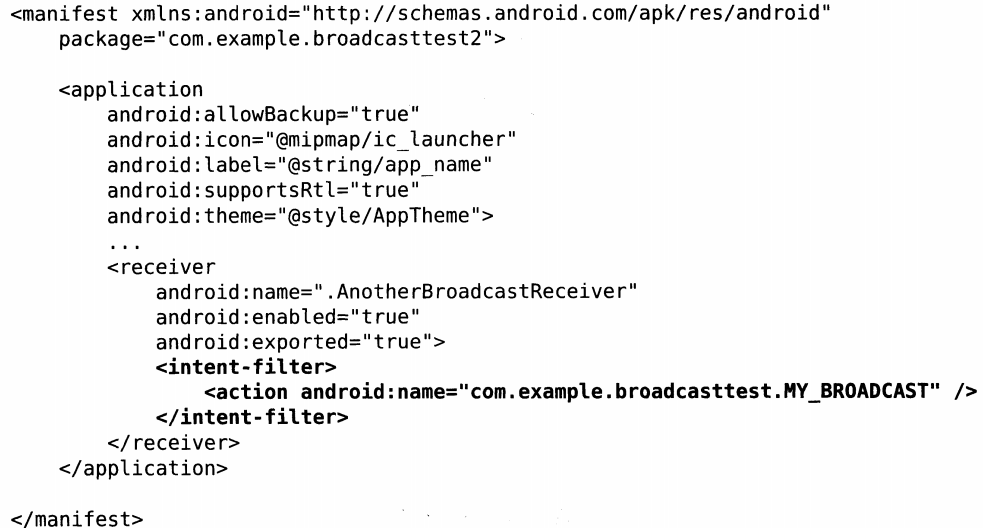 <manifest xmlns:android="http://schemas.android.com/apk/res/android"
    package="com.example.broadcasttest2">

    <application
        android:allowBackup="true"
        android:icon="@mipmap/ic_launcher"
        android:label="@string/app_name"
        android:supportsRtl="true"
        android:theme="@style/AppTheme">
        ...
        <receiver
            android:name=".AnotherBroadcastReceiver"
            android:enabled="true"
            android:exported="true">
            <intent-filter>
                <action android:name="com.example.broadcasttest.MY_BROADCAST" />
            </intent-filter>
        </receiver>
    </application>

</manifest>